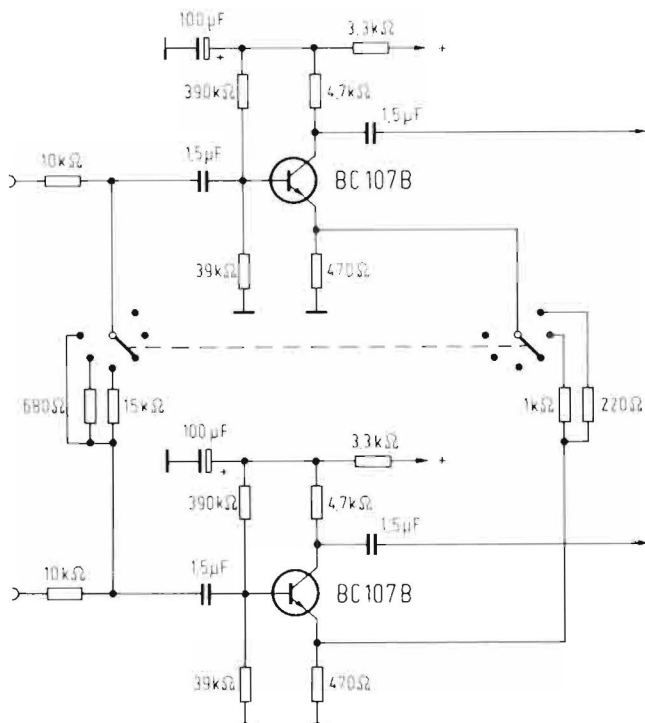 100µF
3.3kΩ
+
+
390kΩ
4,7kΩ
1,5µF
10kΩ
1,5µF
BC107B
39kΩ
470Ω
680Ω
15kΩ
1kΩ
220Ω
100µF
3.3kΩ
+
+
390kΩ
4,7kΩ
1,5µF
10kΩ
1,5µF
BC107B
39kΩ
470Ω